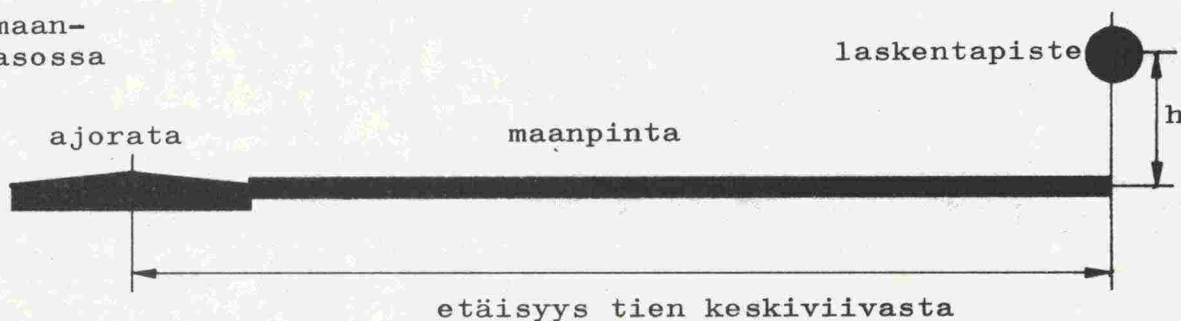 maan-
asossa
laskentapiste
h
ajorata
maanpinta
etäisyys tien keskiviivasta